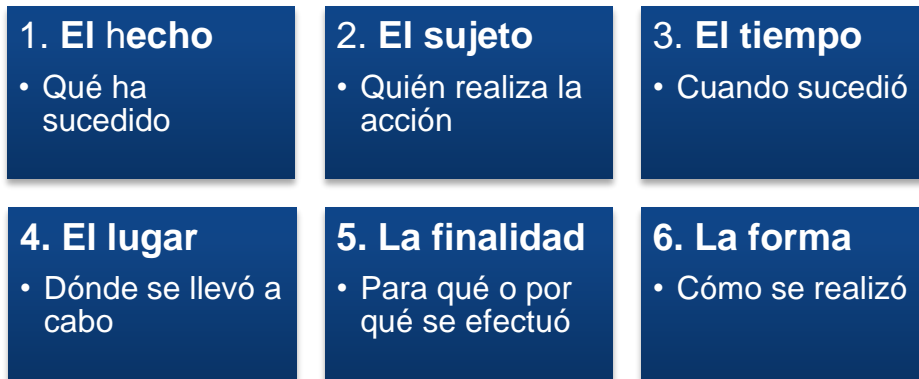 1. El hecho
• Qué ha
sucedido
2. El sujeto
• Quién realiza la
acción
3. El tiempo
• Cuando sucedió
4. El lugar
• Dónde se llevó a
cabo
5. La finalidad
• Para qué o por
qué se efectuó
6. La forma
• Cómo se realizó